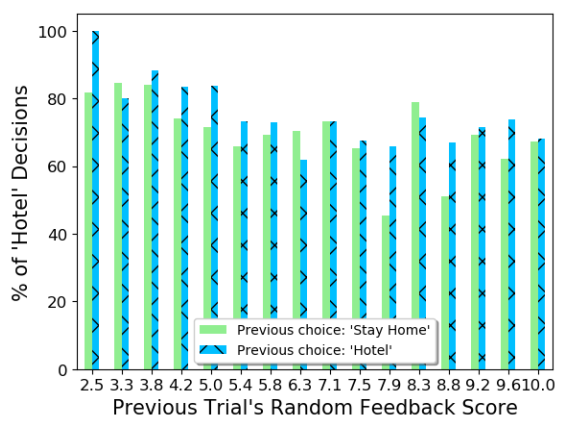 % of 'Hotel' Decisions
100
80
60
40
20
0
Previous choice: 'Stay Home'
Previous choice: 'Hotel'
2.5 3.3 3.8 4.2 5.0 5.4 5.8 6.3 7.1 7.5 7.9 8.3 8.8 9.2 9.6 10.0
Previous Trial's Random Feedback Score